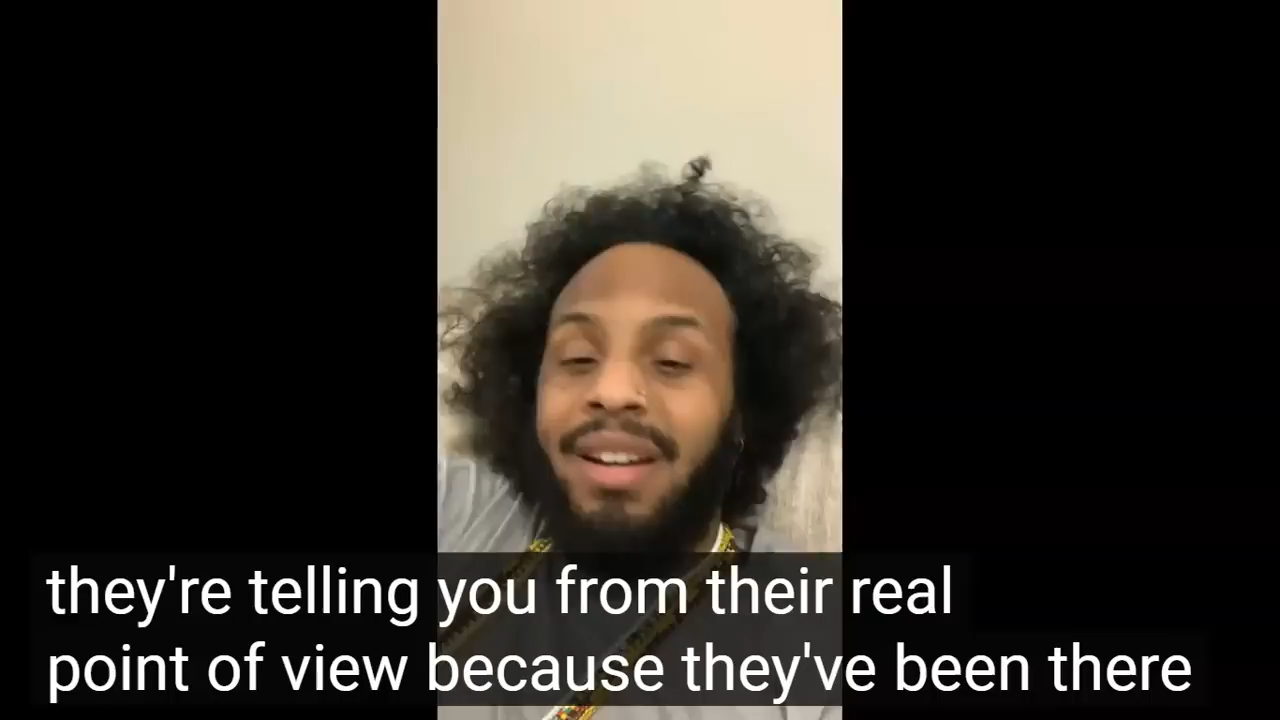 they're telling you from their real
point of view because they've been there